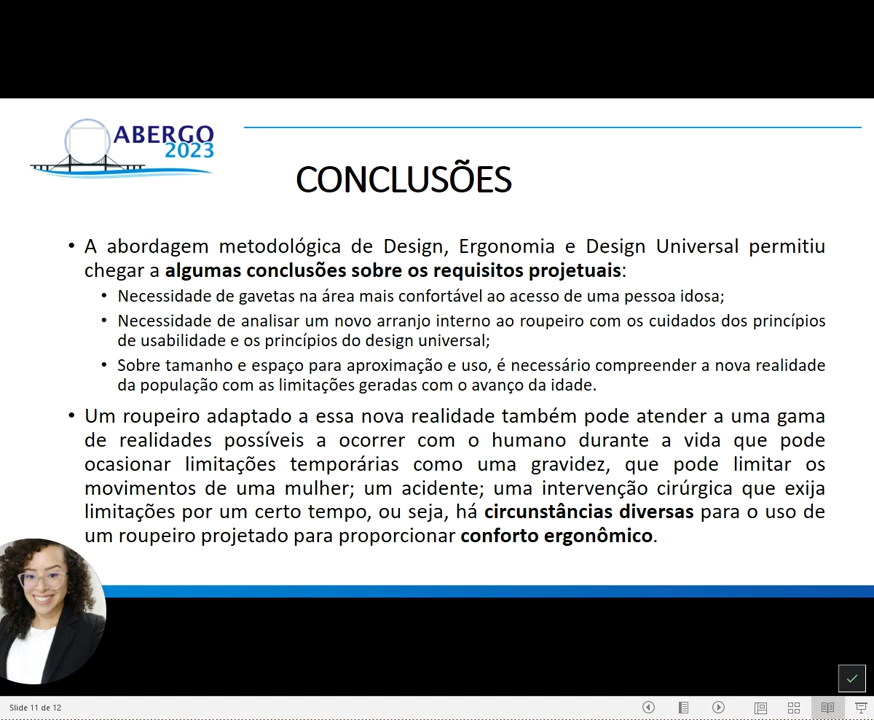 ABERGO
2023
CONCLUSÕES
• A abordagem metodológica de Design, Ergonomia e Design Universal permitiu
chegar a algumas conclusões sobre os requisitos projetuais:
• Necessidade de gavetas na área mais confortável ao acesso de uma pessoa idosa;
• Necessidade de analisar um novo arranjo interno ao roupeiro com os cuidados dos princípios
de usabilidade e os princípios do design universal;
• Sobre tamanho e espaço para aproximação e uso, é necessário compreender a nova realidade
da população com as limitações geradas com o avanço da idade.
• Um roupeiro adaptado a essa nova realidade também pode atender a uma gama
de realidades possíveis a ocorrer com o humano durante a vida que pode
ocasionar limitações temporárias como uma gravidez, que pode limitar os
movimentos de uma mulher; um acidente; uma intervenção cirúrgica que exija
limitações por um certo tempo, ou seja, há circunstâncias diversas para o uso de
um roupeiro projetado para proporcionar conforto ergonômico.
Slide 11 de 12